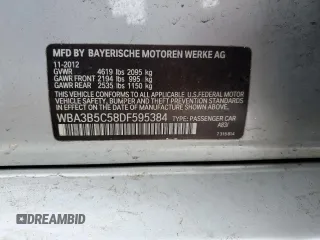 MFD BY BAYERISCHE MOTOREN WERKE AG
11-2012
GVWR 4619 lbs 2095 kg
GAWR FRONT 2194 lbs 995 kg
GAWR REAR 2535 lbs 1150 kg
THIS VEHICLE CONFORMS TO ALL APPLICABLE FEDERAL MOTOR VEHICLE SAFETY, BUMPER, AND THEFT PREVENTION STANDARDS IN EFFECT ON THE DATE OF MANUFACTURE SHOWN ABOVE.
WBA3B5C58DF595384 TYPE: PASSENGER CAR
A83/
DREAMBID